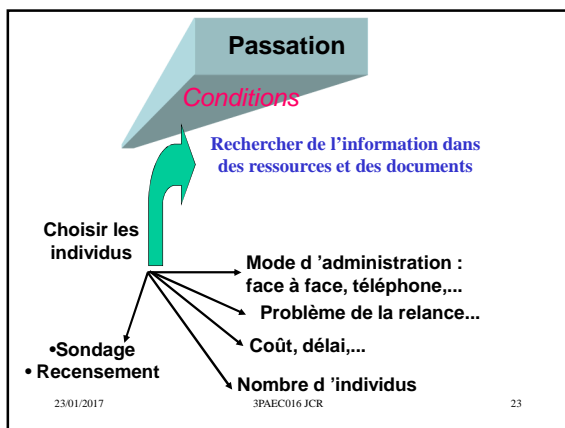 Passation
Conditions
Rechercher de l’information dans
des ressources et des documents
Choisir les
individus
Mode d ’administration :
face à face, téléphone,...
Problème de la relance...
Coût, délai,...
Nombre d ’individus
•Sondage
• Recensement
23/01/2017 3PAEC016 JCR 23